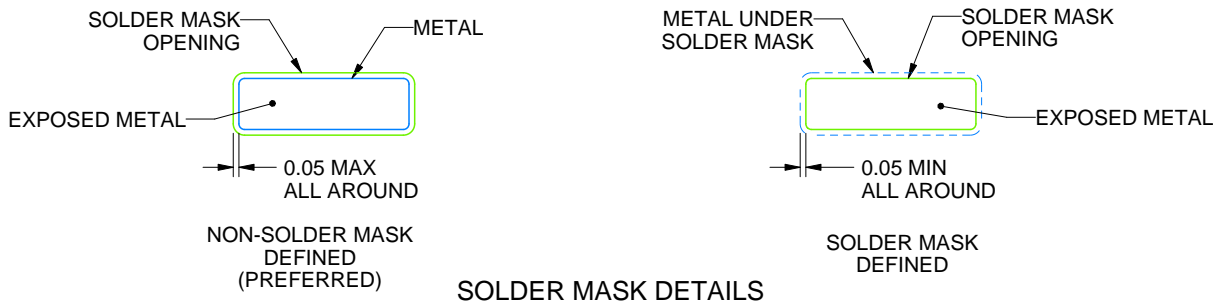 SOLDER MASK
OPENING
METAL
EXPOSED METAL
0.05 MAX
ALL AROUND
NON-SOLDER MASK
DEFINED
(PREFERRED)
METAL UNDER
SOLDER MASK
SOLDER MASK
OPENING
EXPOSED METAL
0.05 MIN
ALL AROUND
SOLDER MASK
DEFINED
SOLDER MASK DETAILS